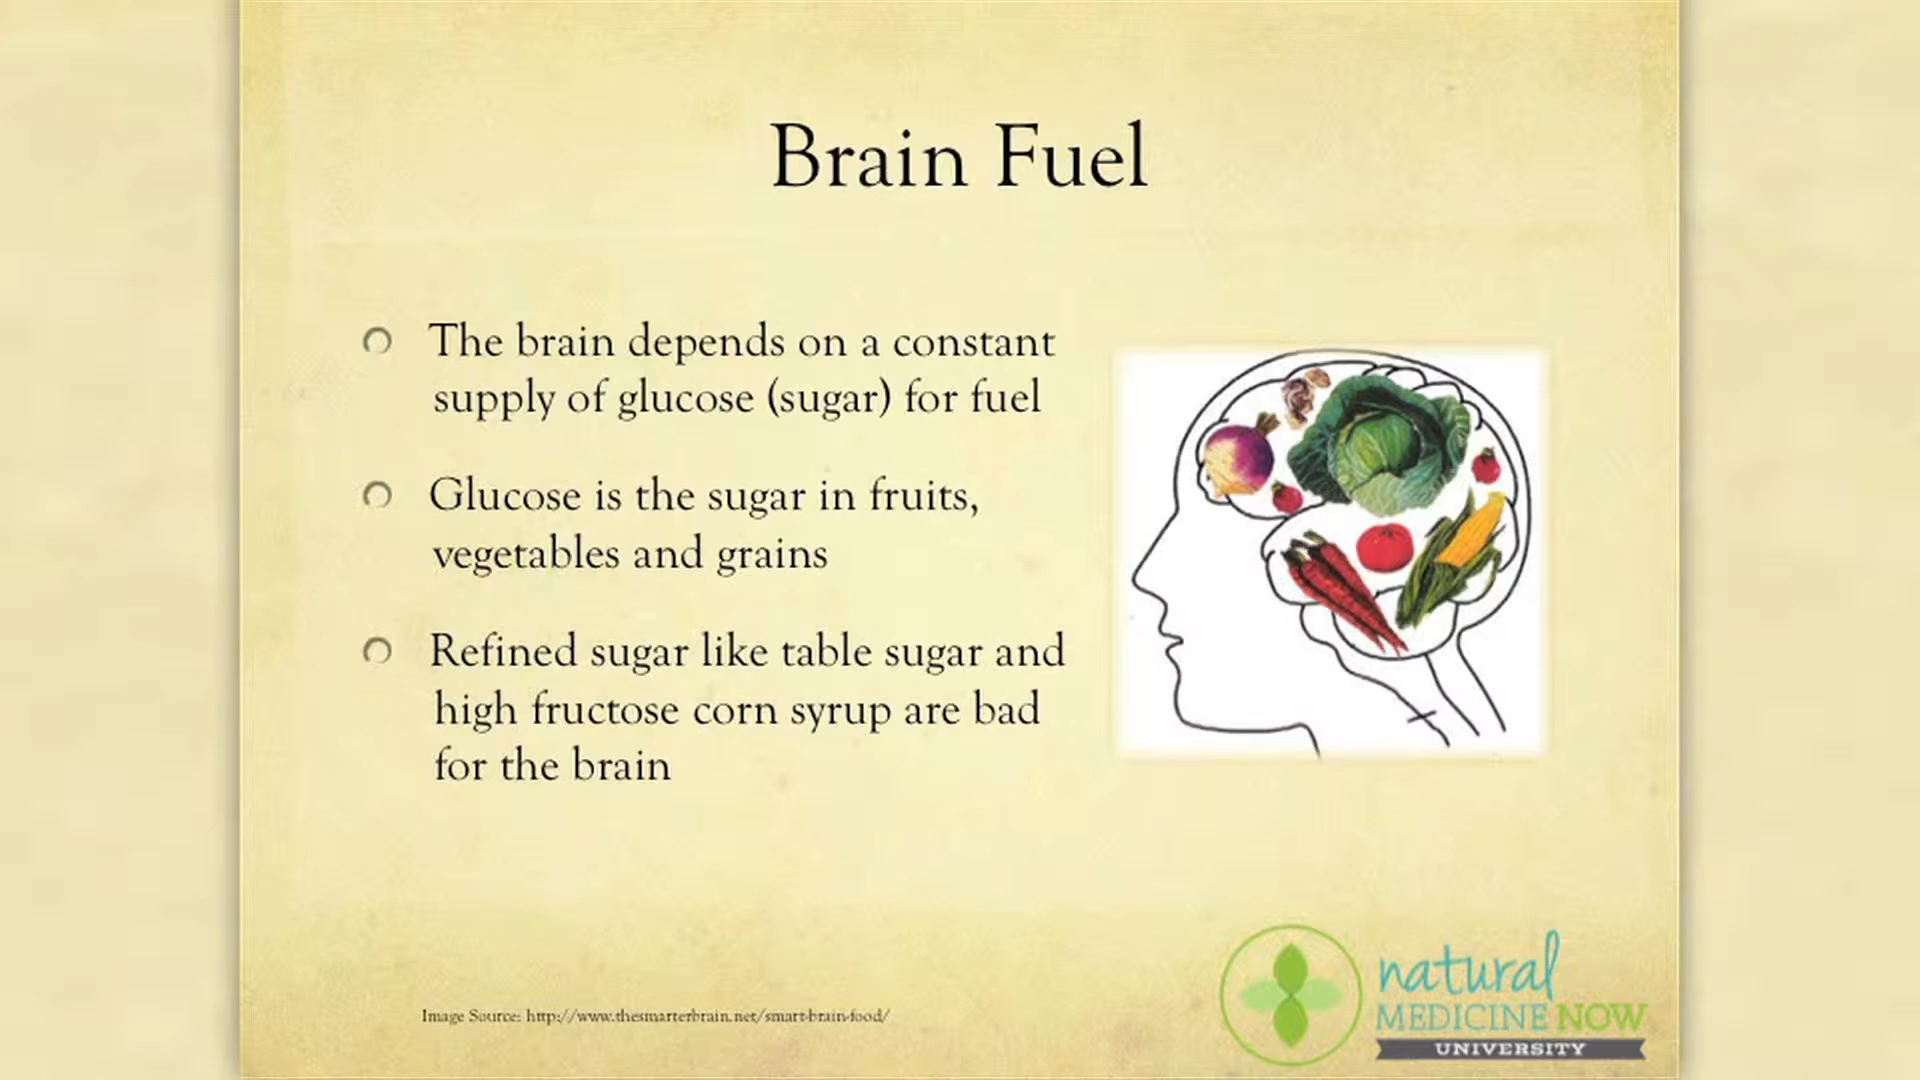 Brain Fuel
The brain depends on a constant
supply of glucose (sugar) for fuel
Glucose is the sugar in fruits,
vegetables and grains
Refined sugar like table sugar and
high fructose corn syrup are bad
for the brain
Image Source: http://www.thesmarterbrain.net/smart-brain-food/
natural
MEDICINE NOW
UNIVERSITY